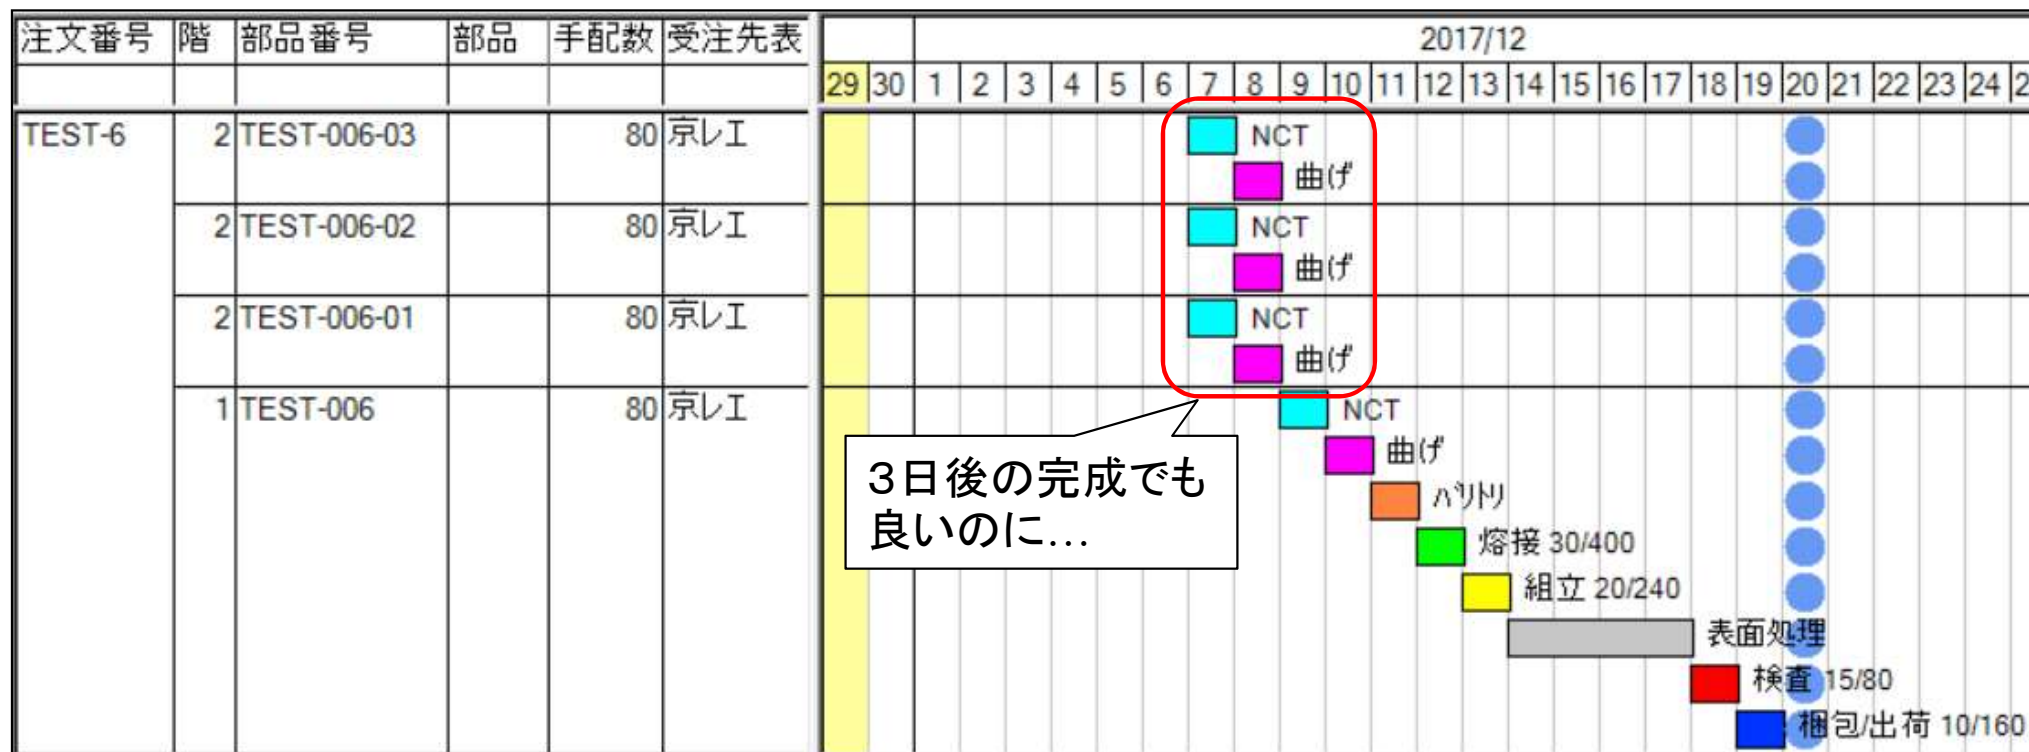 注文番号 階 部品番号 部品 手配数 受注先表 2017/12
29 30 1 2 3 4 5 6 7 8 9 10 11 12 13 14 15 16 17 18 19 20 21 22 23 24 2
TEST-6 2 TEST-006-03 80 京レエ NCT
曲げ
2 TEST-006-02 80 京レエ NCT
曲げ
2 TEST-006-01 80 京レエ NCT
曲げ
1 TEST-006 80 京レエ NCT
曲げ
バリトリ
熔接 30/400
組立 20/240
表面処理
検査 15/80
梱包/出荷 10/160
３日後の完成でも
良いのに…